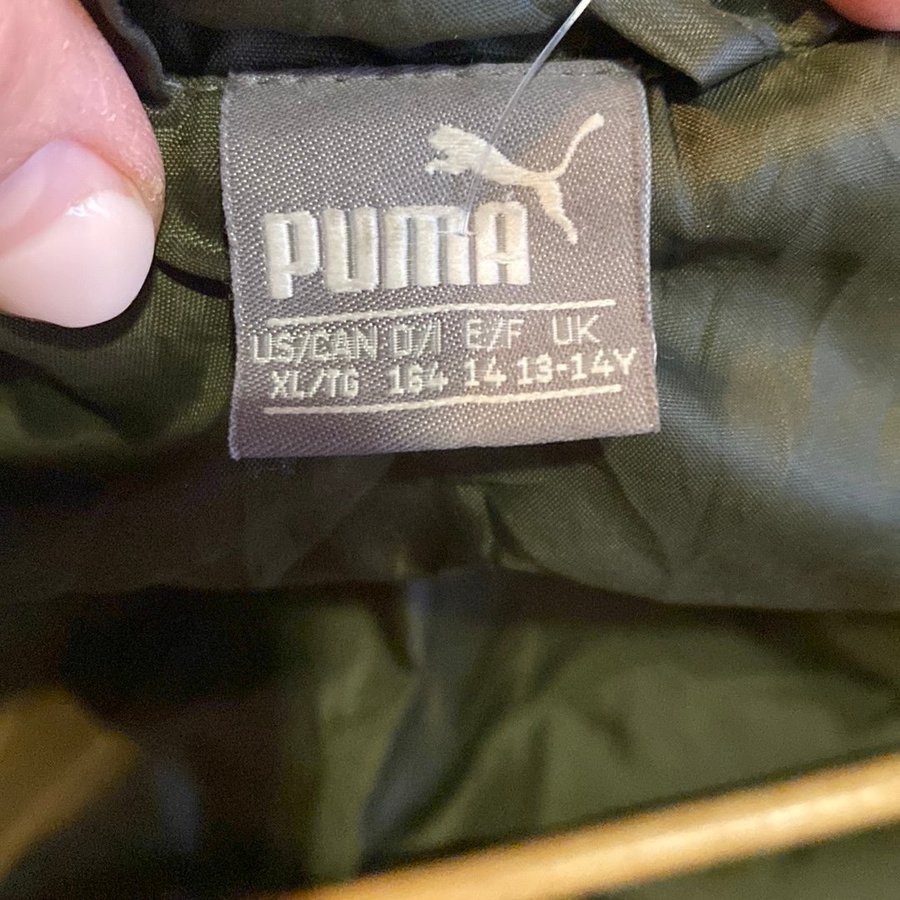 PUMA
US/CAN D/I E/F UK
XL/TG 164 14 13-14Y